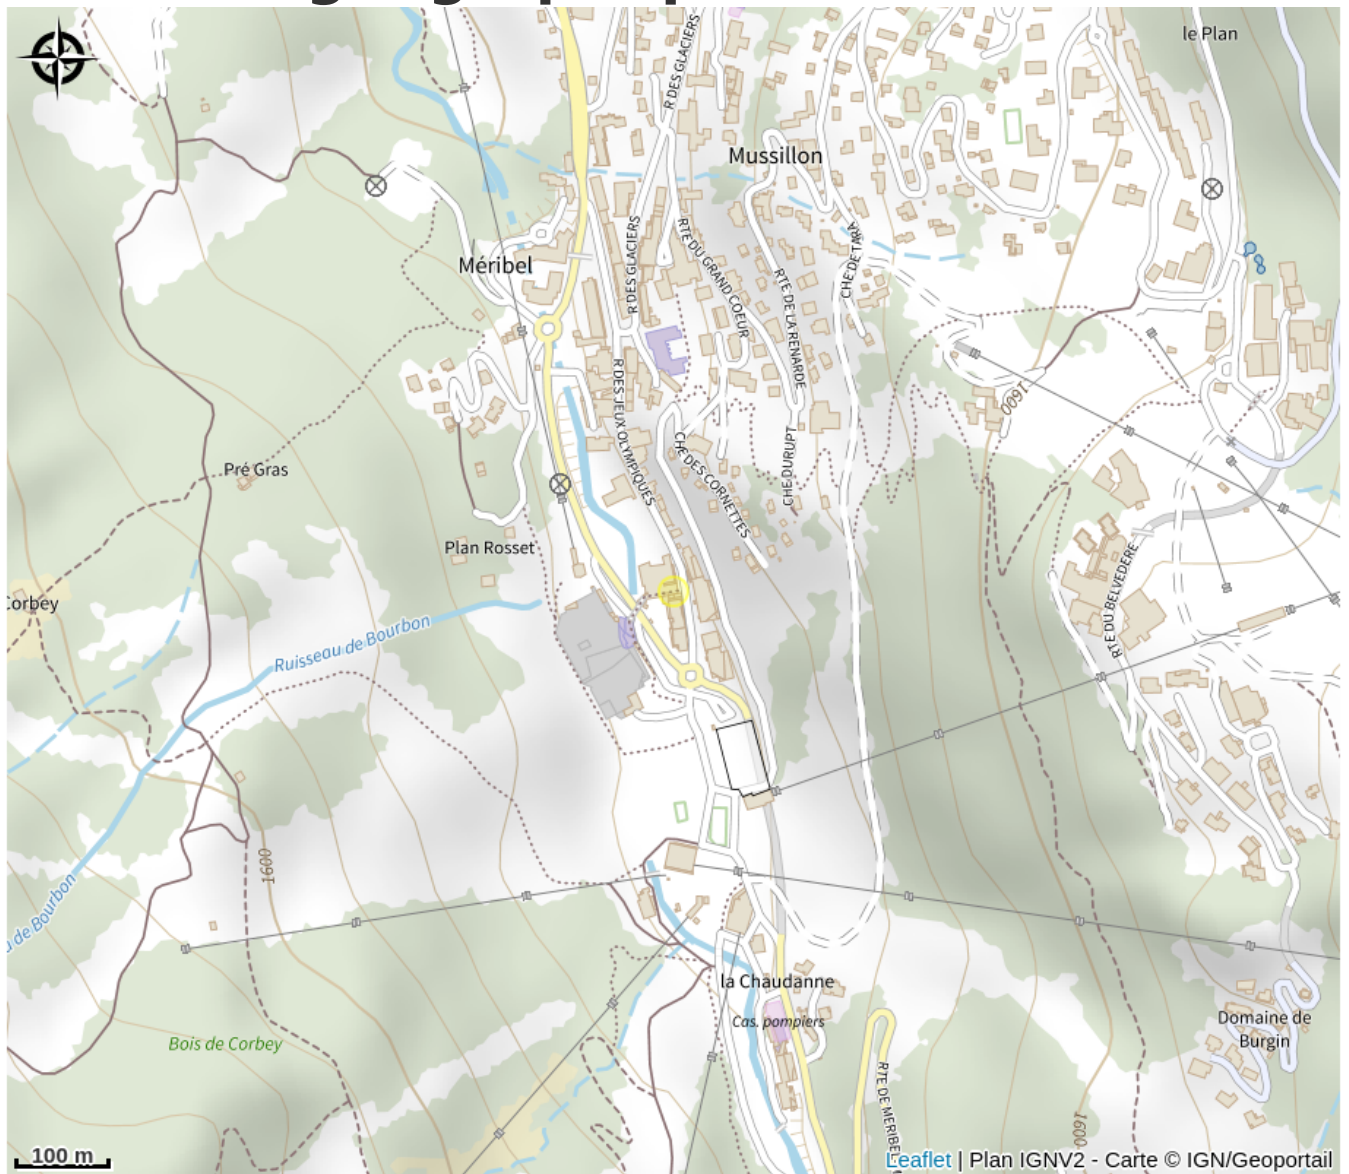 le Plan
R DES GLACIERS
Mussillon
Méribel
R DES GLACIERS
RTE DU GRAND COEUR
CHE DE TARA
RTE DE LA RENARDE
1600
R DES JEUX OLYMPIQUES
CHE DES CORNETTES
CHE DURUPT
Pré Gras
Plan Rosset
RTE DU BELVEDERE
Corbey
Ruisseau de Bourbon
1600
u de Bourbon
la Chaudanne
Cas. pompiers
Domaine de
Burgin
Bois de Corbey
RTE DE MERIBEL
1600
100 m
Leaflet | Plan IGNV2 - Carte © IGN/Geoportail